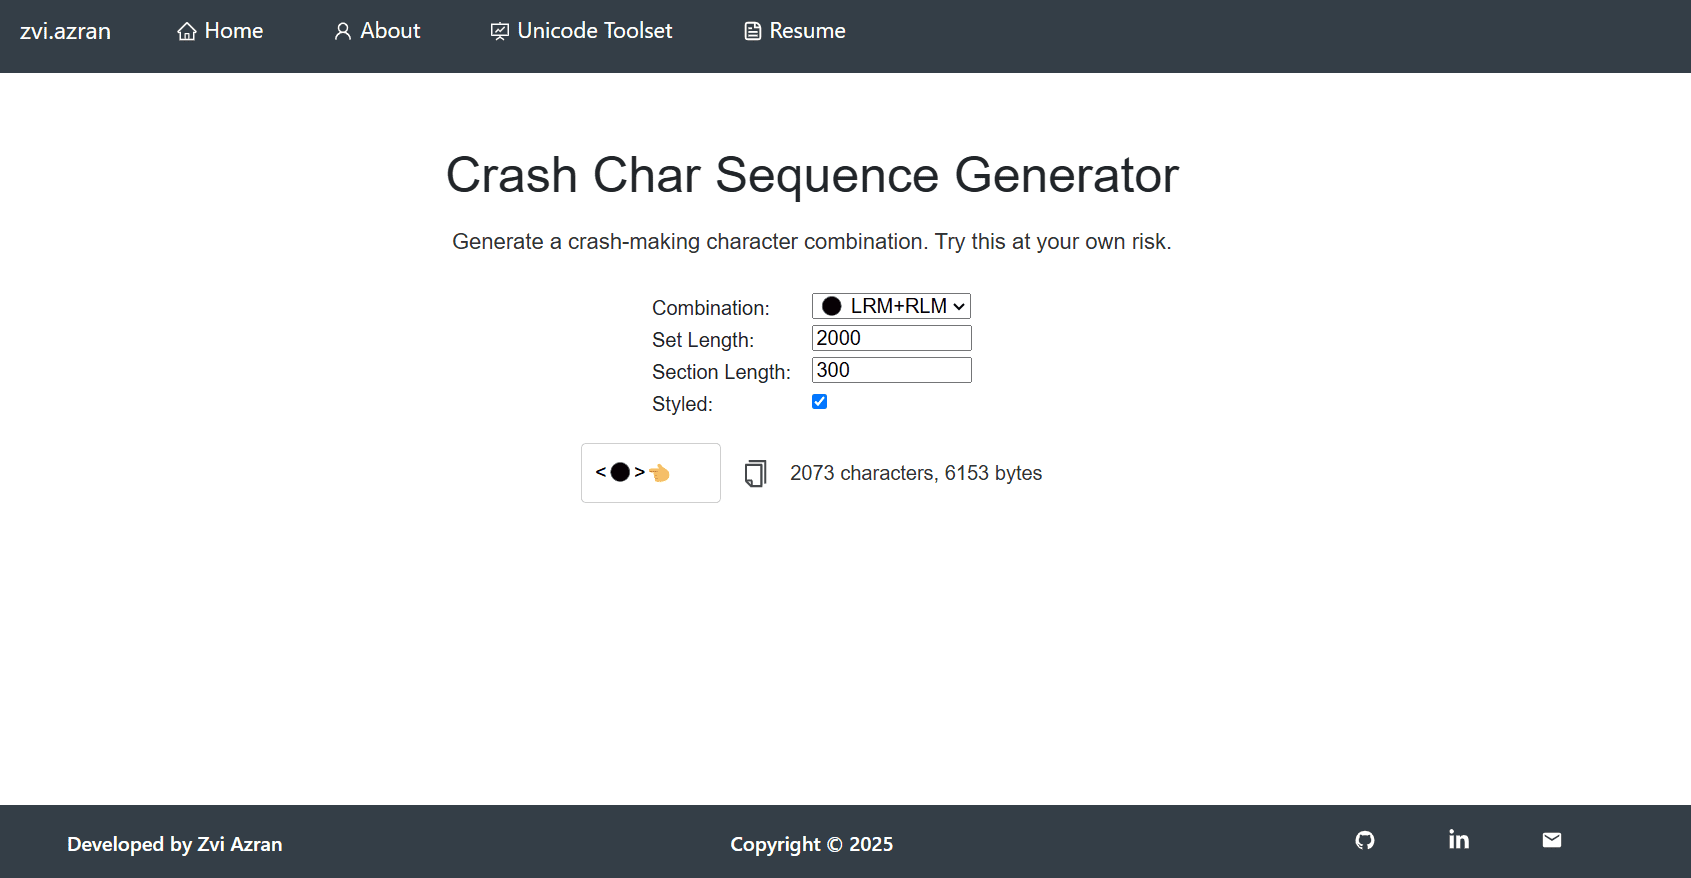 zvi.azran Home About Unicode Toolset Resume
Crash Char Sequence Generator
Generate a crash-making character combination. Try this at your own risk.
Combination: ⚫ LRM+RLM
Set Length: 2000
Section Length: 300
Styled:
<⚫>👈 2073 characters, 6153 bytes
Developed by Zvi Azran Copyright © 2025